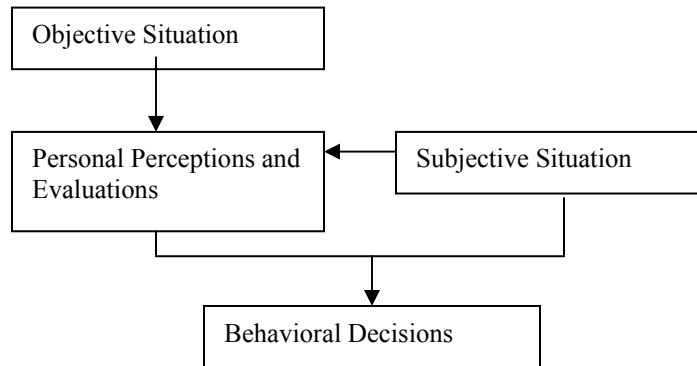 Objective Situation
Personal Perceptions and
Evaluations
Subjective Situation
Behavioral Decisions